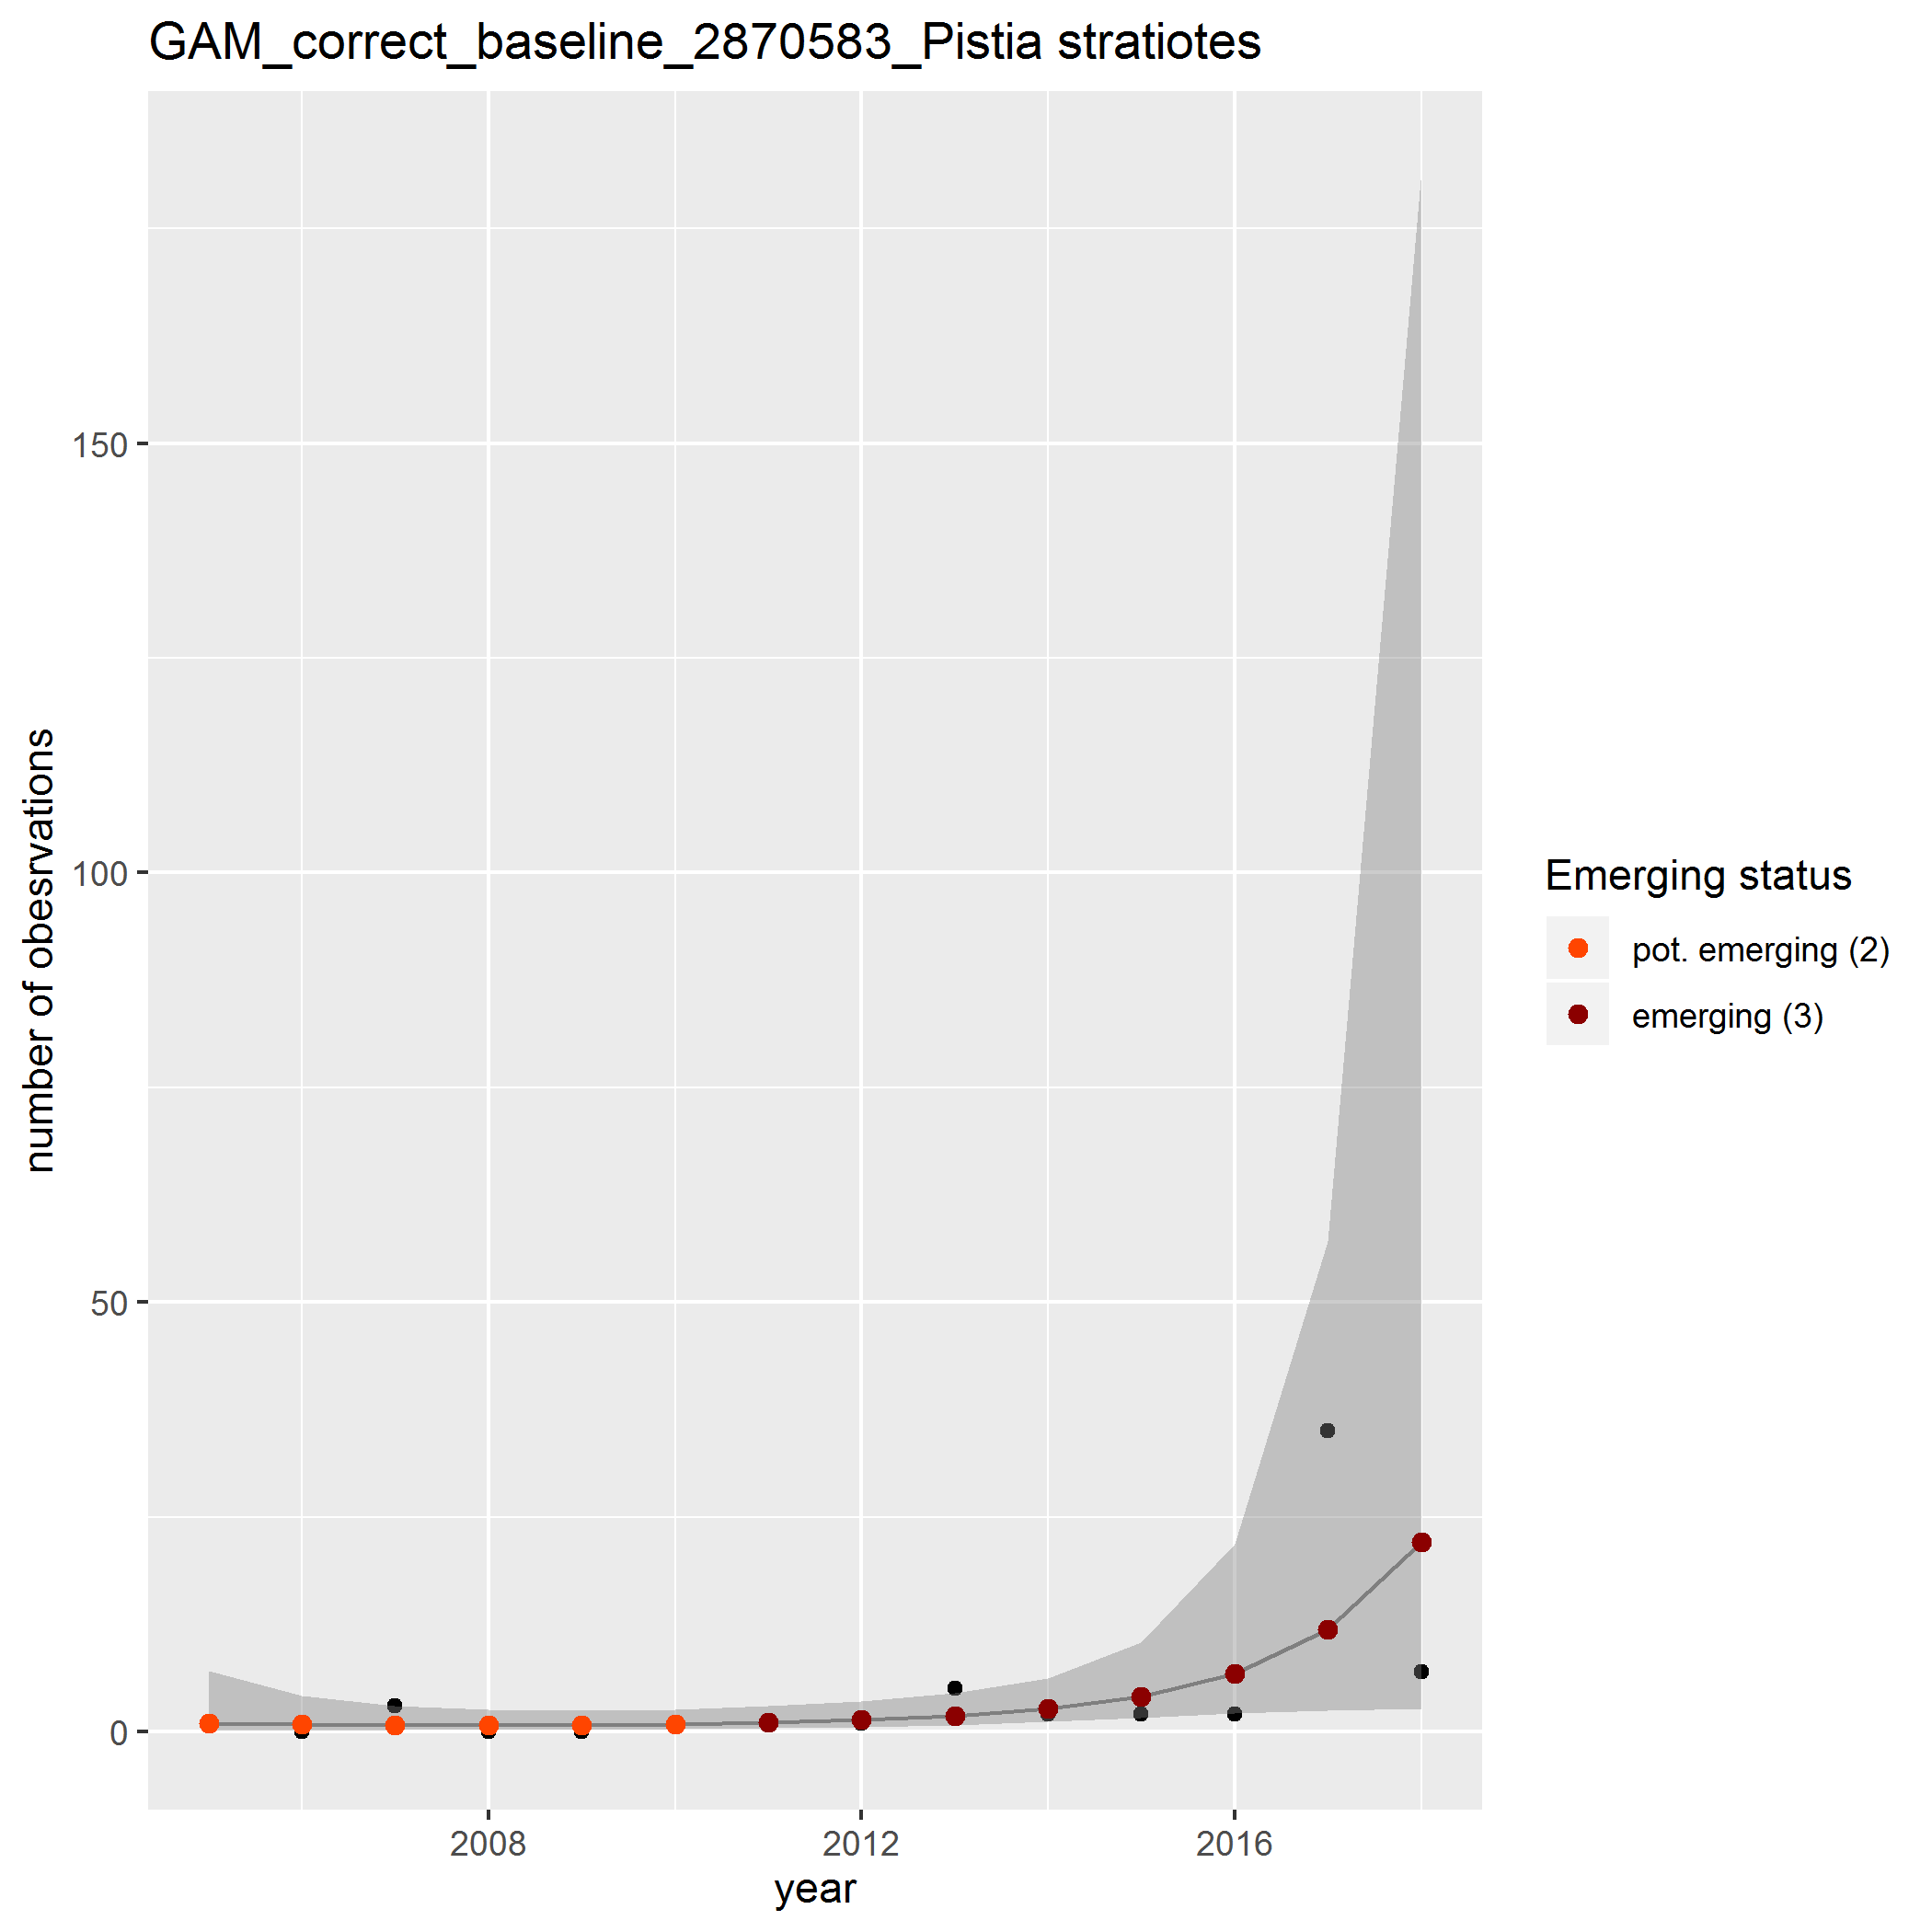 GAM_correct_baseline_2870583_Pistia stratiotes
number of obesrvations
150
100
50
0
2008
2012
2016
year
Emerging status
pot. emerging (2)
emerging (3)